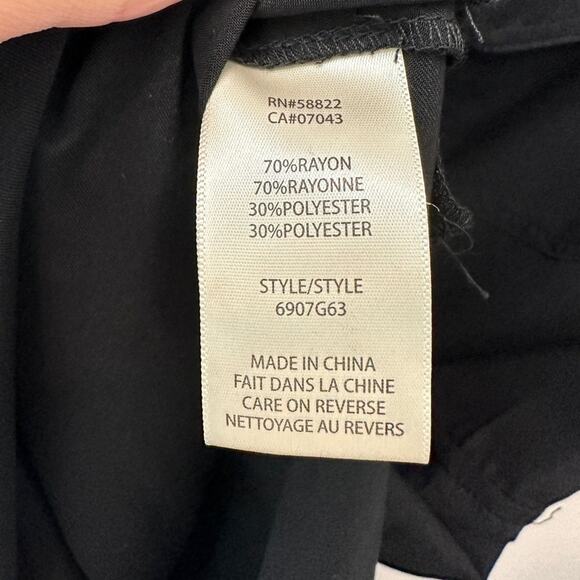 RN#58822
CA#07043
70%RAYON
70%RAYONNE
30%POLYESTER
30%POLYESTER
STYLE/STYLE
6907G63
MADE IN CHINA
FAIT DANS LA CHINE
CARE ON REVERSE
NETTOYAGE AU REVERS